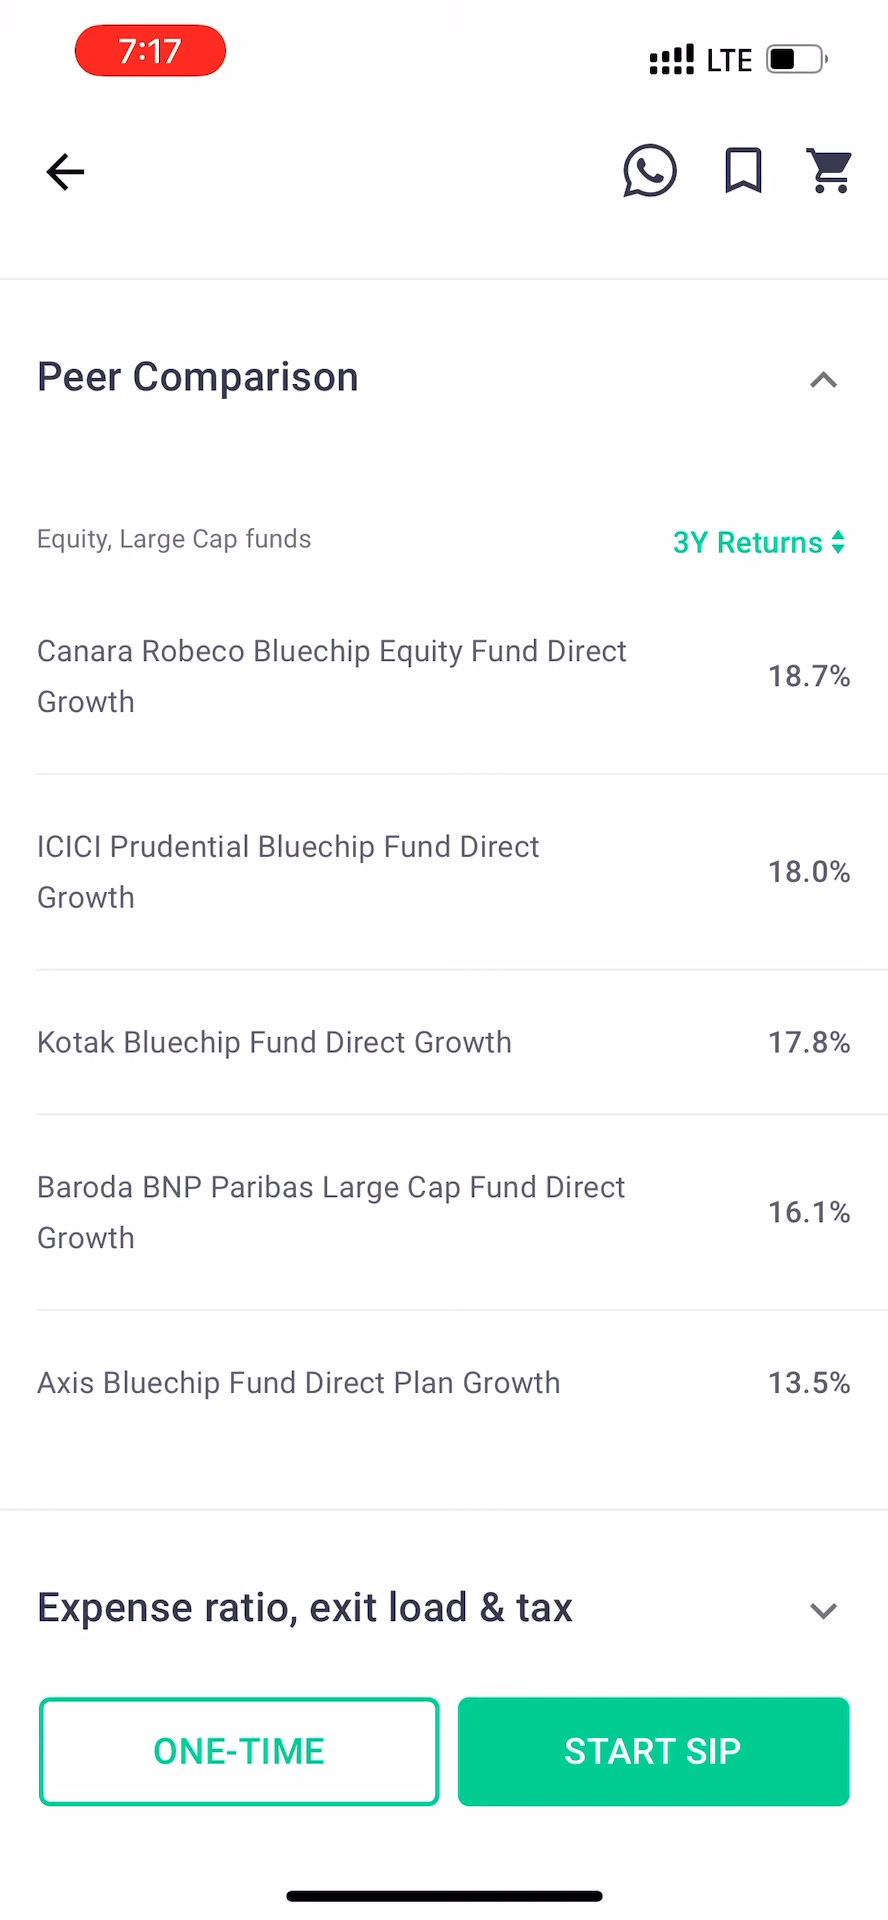 7:17
LTE
Peer Comparison
Equity, Large Cap funds
3Y Returns
Canara Robeco Bluechip Equity Fund Direct
Growth
18.7%
ICICI Prudential Bluechip Fund Direct
Growth
18.0%
Kotak Bluechip Fund Direct Growth
17.8%
Baroda BNP Paribas Large Cap Fund Direct
Growth
16.1%
Axis Bluechip Fund Direct Plan Growth
13.5%
Expense ratio, exit load & tax
ONE-TIME
START SIP